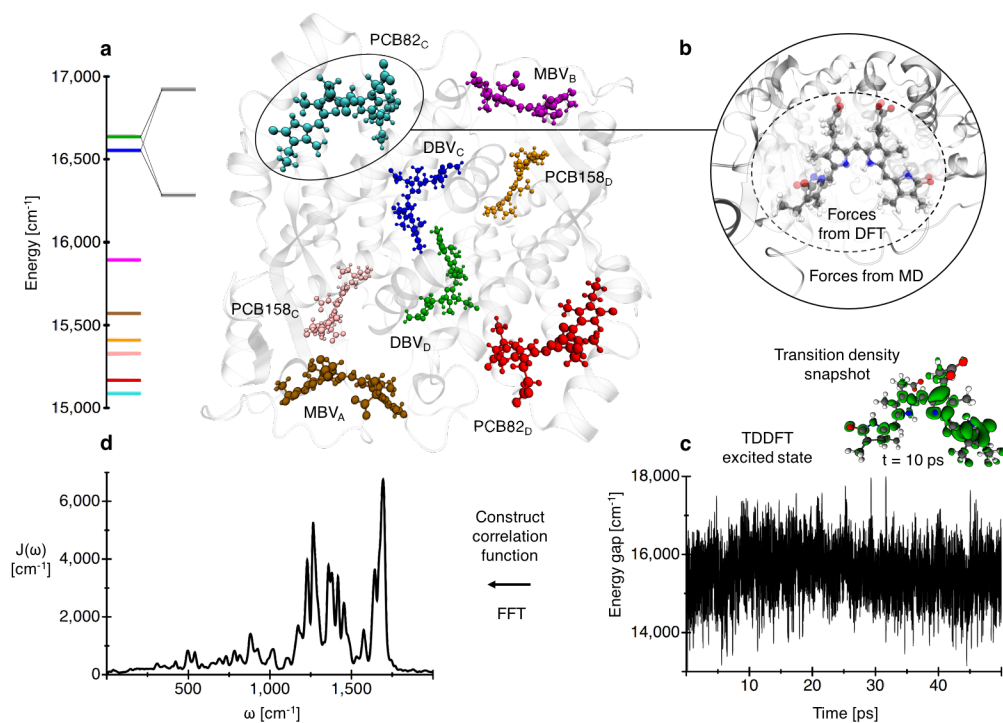 a
PCB82C
MBVB
DBVC
PCB158D
PCB158C
DBVD
MBVA
PCB82D
17,000
16,500
16,000
15,500
15,000
Energy [cm⁻¹]
b
Forces
from DFT
Forces from MD
Transition density
snapshot
t = 10 ps
c
TDDFT
excited state
18,000
16,000
14,000
Energy gap [cm⁻¹]
0
10
20
30
40
50
Time [ps]
d
6,000
4,000
2,000
0
J(ω)
[cm⁻¹]
500
1,000
1,500
ω [cm⁻¹]
Construct
correlation
function
FFT